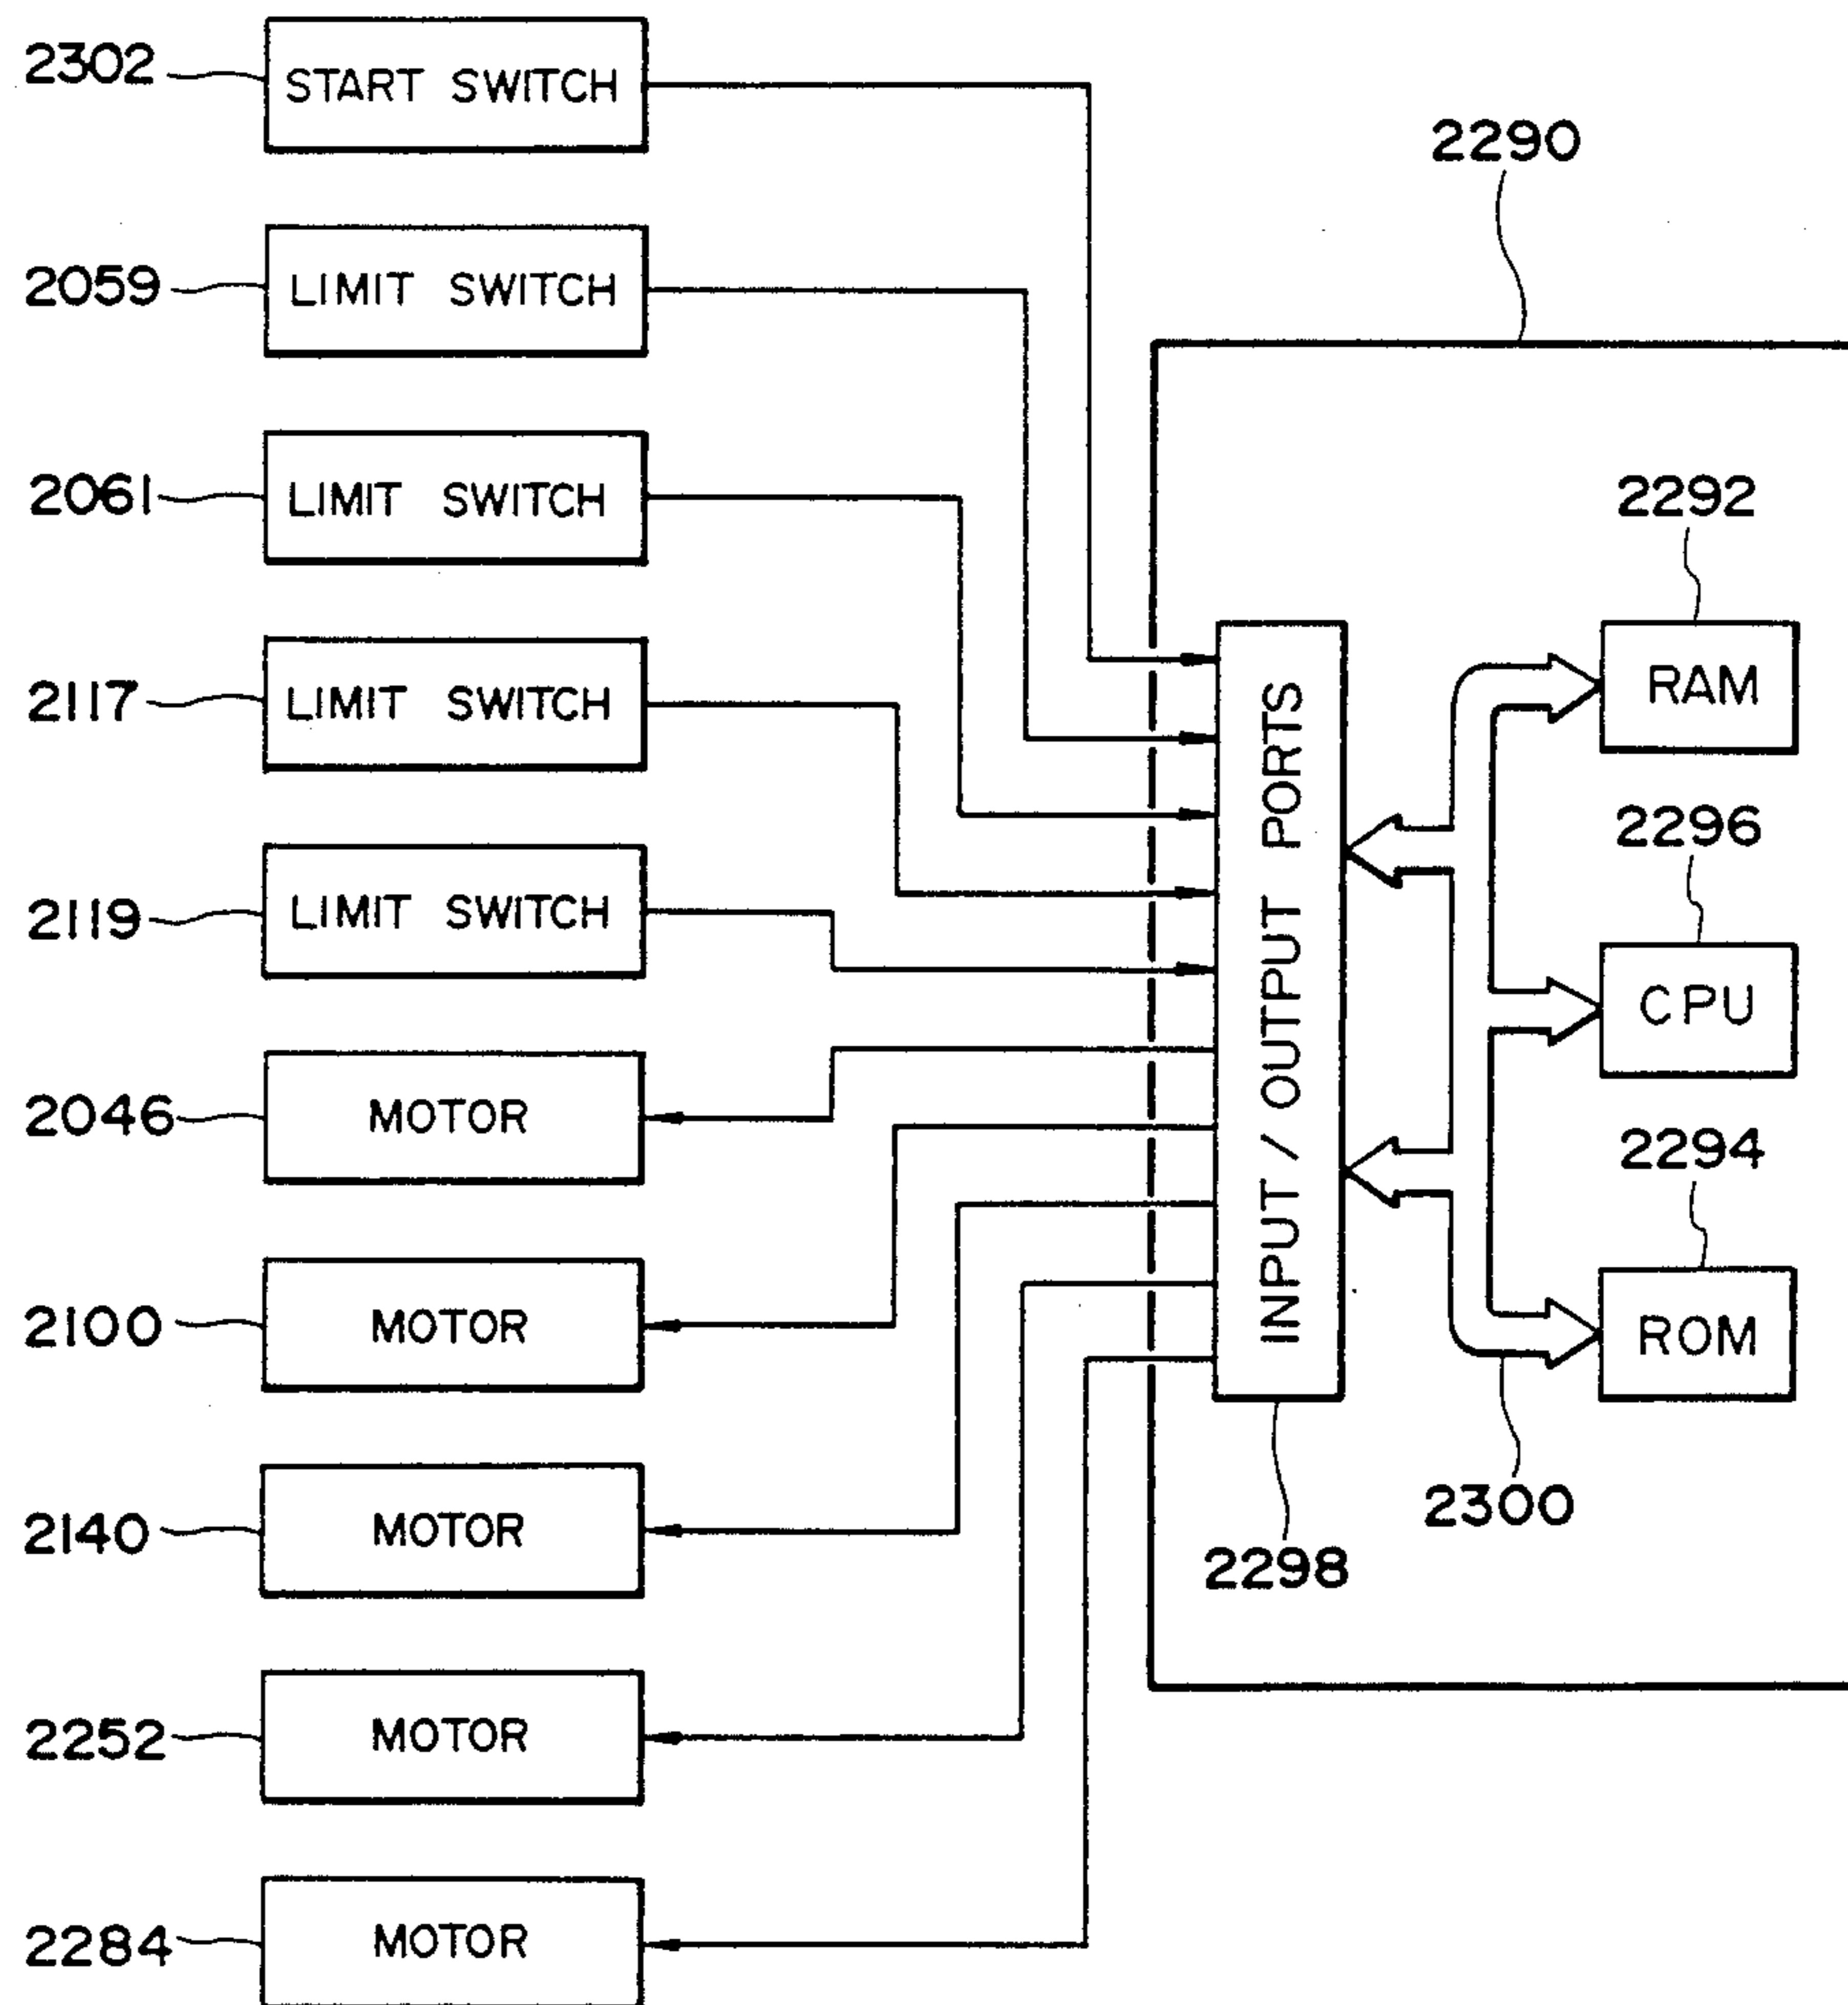 2302
START SWITCH
2290
2059
LIMIT SWITCH
2061
LIMIT SWITCH
2292
RAM
2117
LIMIT SWITCH
2296
CPU
2119
LIMIT SWITCH
INPUT / OUTPUT PORTS
2046
MOTOR
2294
ROM
2100
MOTOR
2300
2140
MOTOR
2298
2252
MOTOR
2284
MOTOR